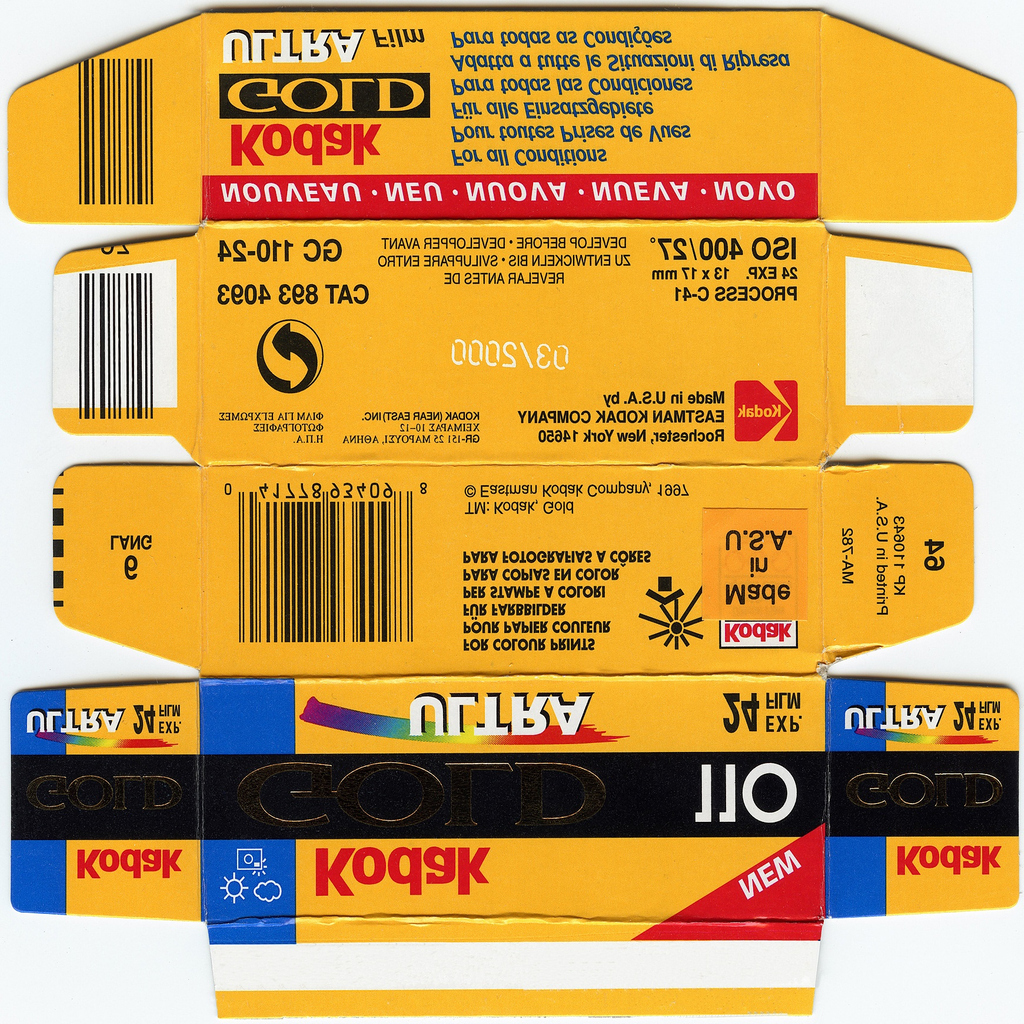 Kodak
GOLD
ULTRA
24 EXP.
FILM
Kodak
NEW
GOLD
110
ULTRA
24 EXP.
FILM
Kodak
GOLD
ULTRA
24 EXP.
FILM
LANG
FOR COLOUR PRINTS
POUR PAPIER COULEUR
FÜR FARBBILDER
PER STAMPE A COLORI
PARA COPIAS EN COLOR
PARA FOTOGRAFIAS A CÔRES
TM: Kodak, Gold
© Eastman Kodak Company, 1997
0 41778 93409 8
Kodak
Made
in
U.S.A.
KP 110643
Printed in U.S.A.
MA-782
ISO 400/27°
24 EXP. 13 x 17 mm
PROCESS C-41
DEVELOP BEFORE • DEVELOPPER AVANT
ZU ENTWICKELN BIS • SVILUPPARE ENTRO
REVELAR ANTES DE
GC 110-24
CAT 893 4093
03/2000
Kodak
Made in U.S.A. by
EASTMAN KODAK COMPANY
Rochester, New York 14650
KODAK (NEAR EAST) INC.
ΧΕΙΜΑΡΑΣ 10–12
GR-151 25 ΜΑΡΟΥΣΙ, ΑΘΗΝΑ
ΦΙΛΜ ΓΙΑ ΕΓΧΡΩΜΕΣ
ΦΩΤΟΓΡΑΦΙΕΣ
Η.Π.Α.
NOUVEAU • NEU • NUOVA • NUEVA • NOVO
Kodak
GOLD
ULTRA Film
For all Conditions
Pour toutes Prises de Vues
Für alle Einsatzgebiete
Para todas las Condiciones
Adatta a tutte le Situazioni di Ripresa
Para todas as Condições